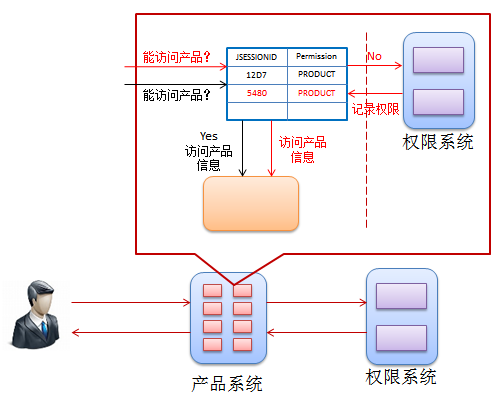 能访问产品?
能访问产品?
JSESSIONID
Permission
12D7
PRODUCT
5480
PRODUCT
No
记录权限
权限系统
Yes
访问产品
信息
访问产品
信息
产品系统
权限系统